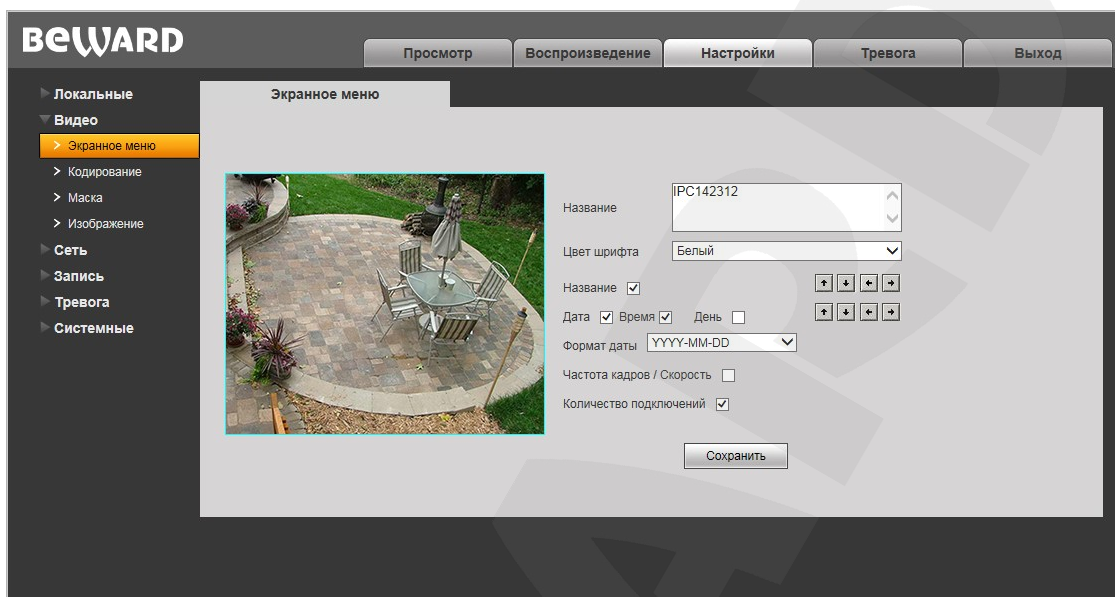 BEWARD
Просмотр Воспроизведение Настройки Тревога Выход
Локальные
Видео
Экранное меню
Кодирование
Маска
Изображение
Сеть
Запись
Тревога
Системные
Экранное меню
Название IPC142312
Цвет шрифта Белый
Название
Дата Время День
Формат даты YYYY-MM-DD
Частота кадров / Скорость
Количество подключений
Сохранить